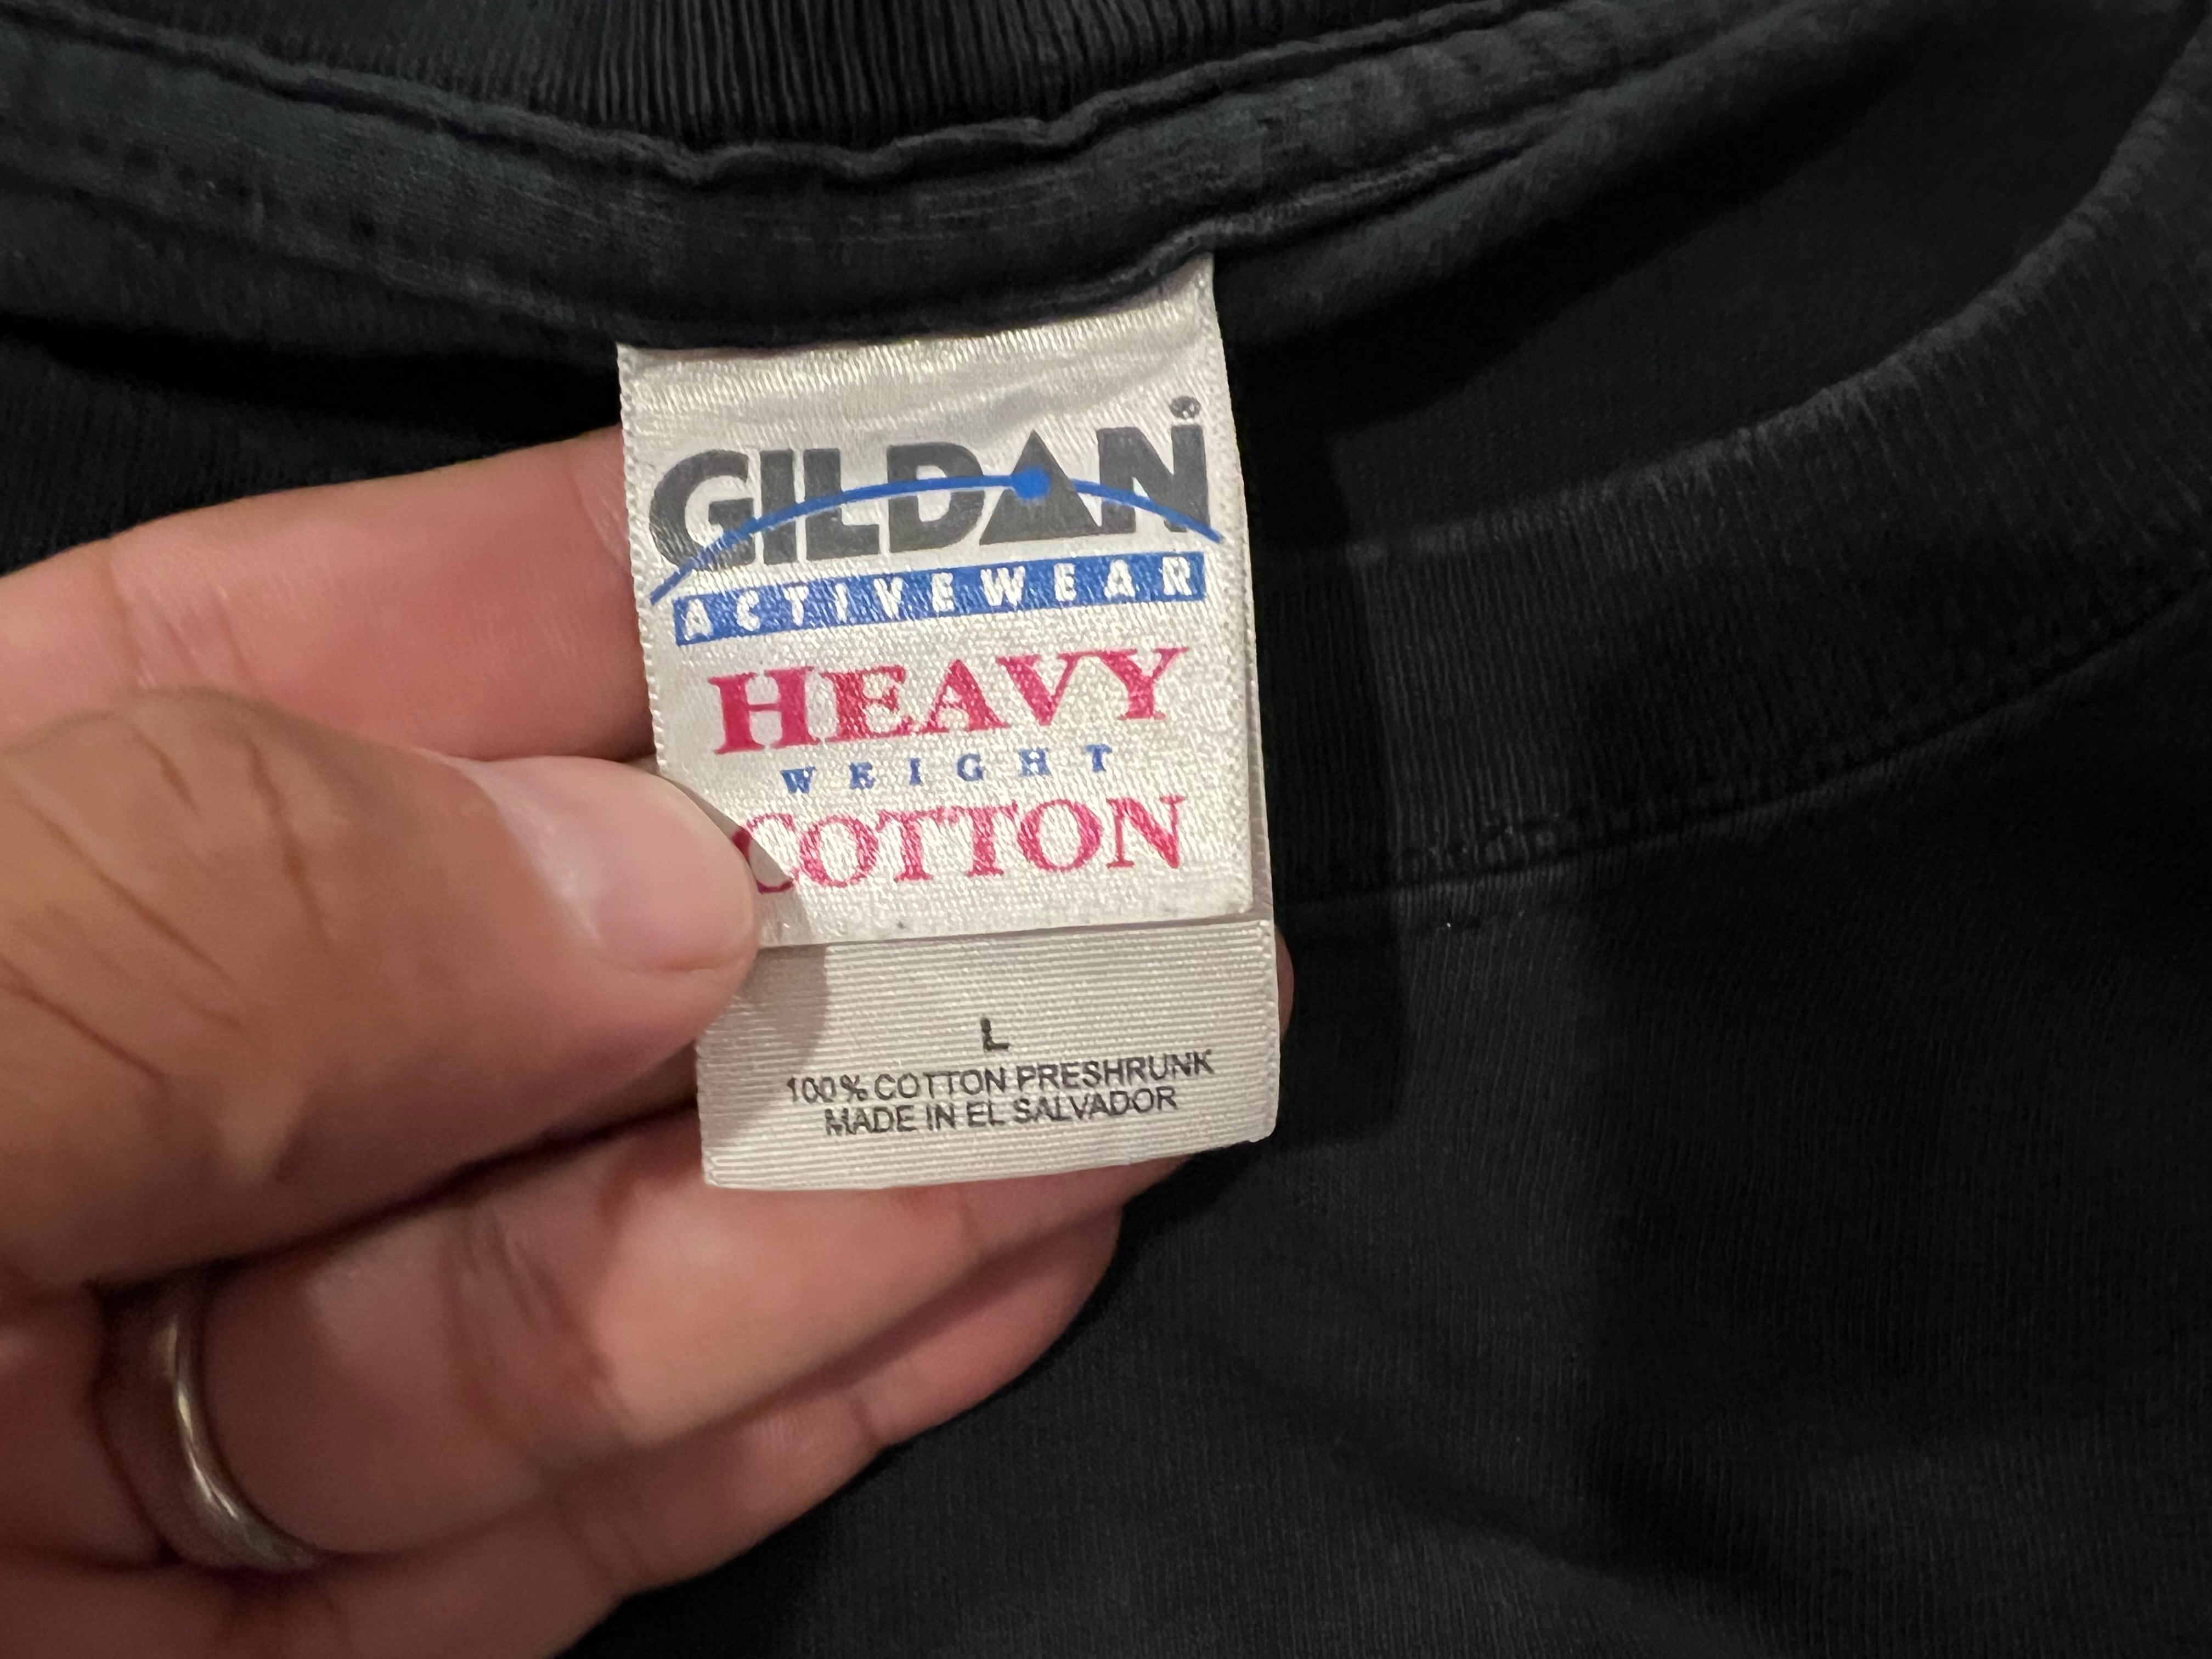 GILDAN®
ACTIVEWEAR
HEAVY
WEIGHT
COTTON
L
100% COTTON PRESHRUNK
MADE IN EL SALVADOR